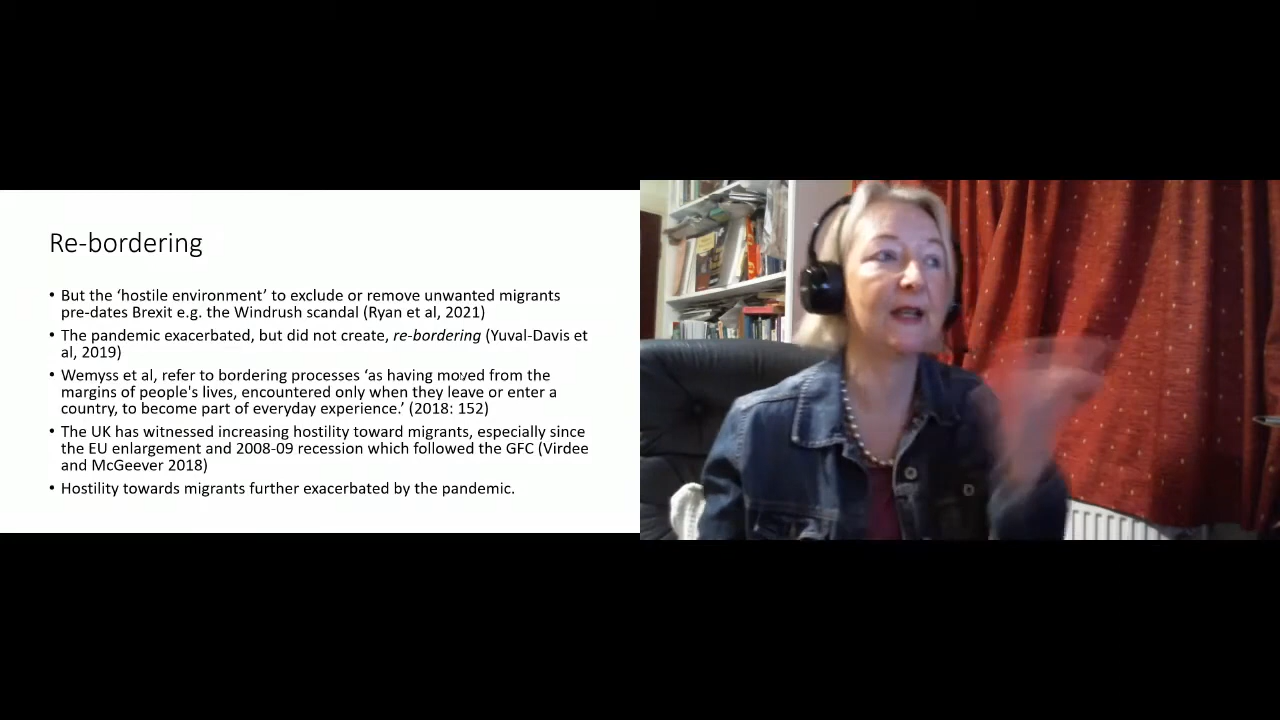 Re-bordering
• But the ‘hostile environment’ to exclude or remove unwanted migrants
pre-dates Brexit e.g. the Windrush scandal (Ryan et al, 2021)
• The pandemic exacerbated, but did not create, re-bordering (Yuval-Davis et
al, 2019)
• Wemyss et al, refer to bordering processes ‘as having moved from the
margins of people's lives, encountered only when they leave or enter a
country, to become part of everyday experience.’ (2018: 152)
• The UK has witnessed increasing hostility toward migrants, especially since
the EU enlargement and 2008-09 recession which followed the GFC (Virdee
and McGeever 2018)
• Hostility towards migrants further exacerbated by the pandemic.